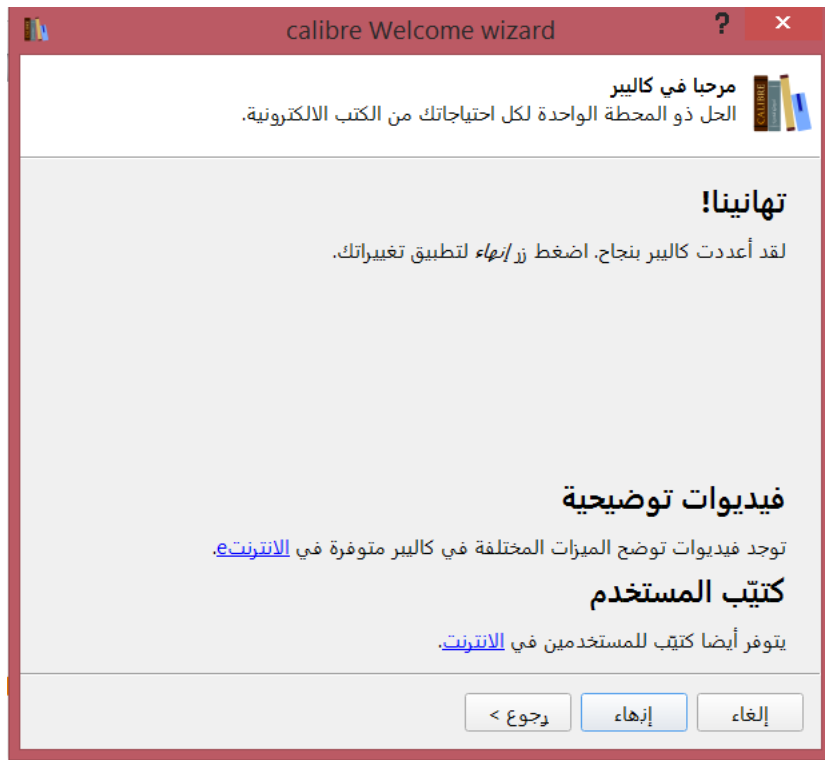 calibre Welcome wizard
?
×
CALIBRE
مرحبا في كاليبر
الحل ذو المحطة الواحدة لكل احتياجاتك من الكتب الالكترونية.
تهانينا!
لقد أعددت كاليبر بنجاح. اضغط زر إنهاء لتطبيق تغييراتك.
فيديوات توضيحية
توجد فيديوات توضح الميزات المختلفة في كاليبر متوفرة في الانترنتe.
كتيّب المستخدم
يتوفر أيضا كتيّب للمستخدمين في الانترنت.
إلغاء
إنهاء
رجوع >